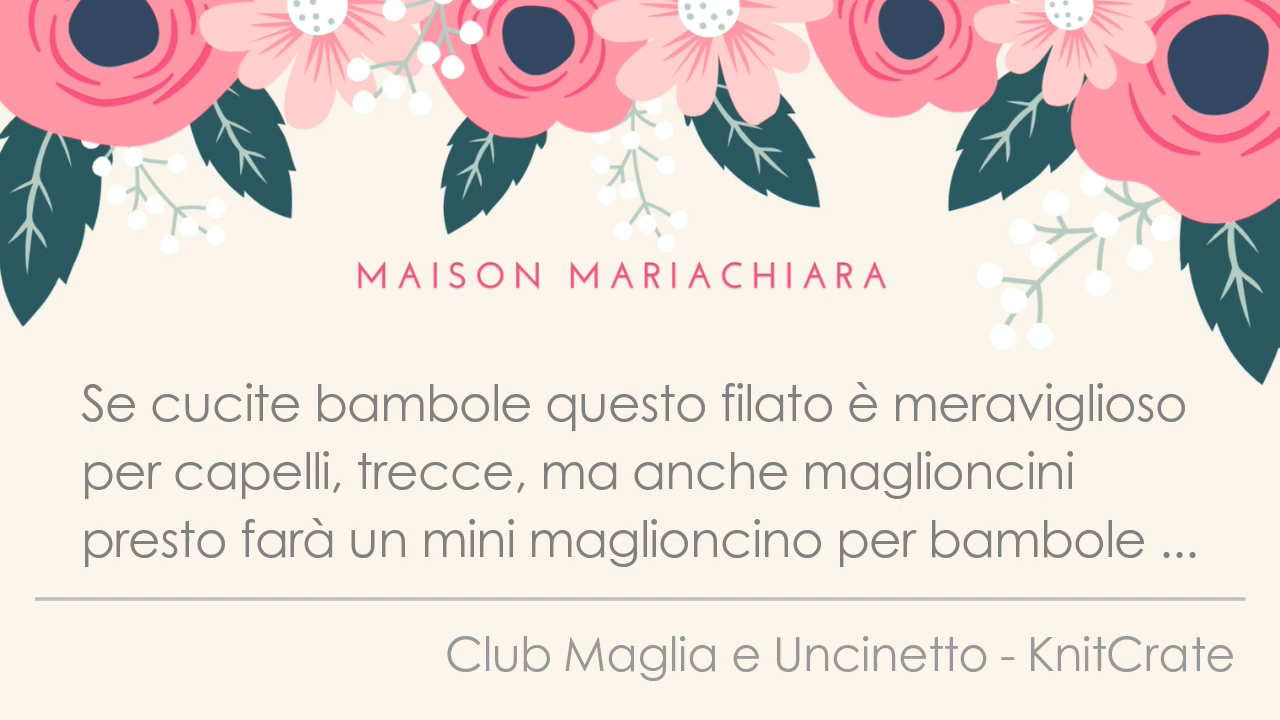 MAISON MARIACHIARA
Se cucite bambole questo filato è meraviglioso
per capelli, trecce, ma anche maglioncini
presto farà un mini maglioncino per bambole ...
Club Maglia e Uncinetto - KnitCrate